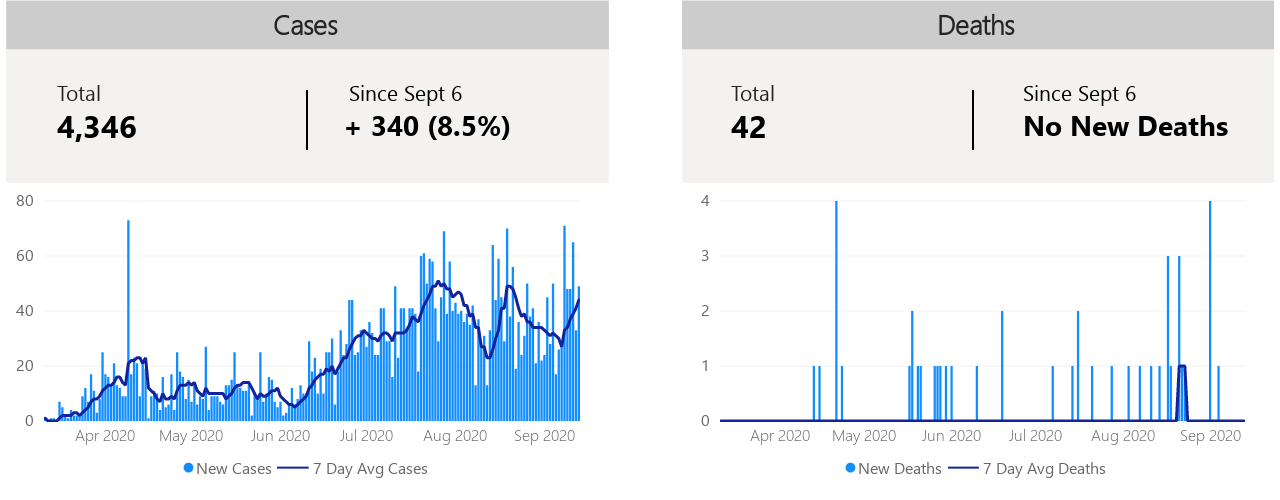 Cases
Total
4,346
Since Sept 6
+ 340 (8.5%)
80
60
40
20
0
Apr 2020 May 2020 Jun 2020 Jul 2020 Aug 2020 Sep 2020
New Cases 7 Day Avg Cases
Deaths
Total
42
Since Sept 6
No New Deaths
4
3
2
1
0
Apr 2020 May 2020 Jun 2020 Jul 2020 Aug 2020 Sep 2020
New Deaths 7 Day Avg Deaths